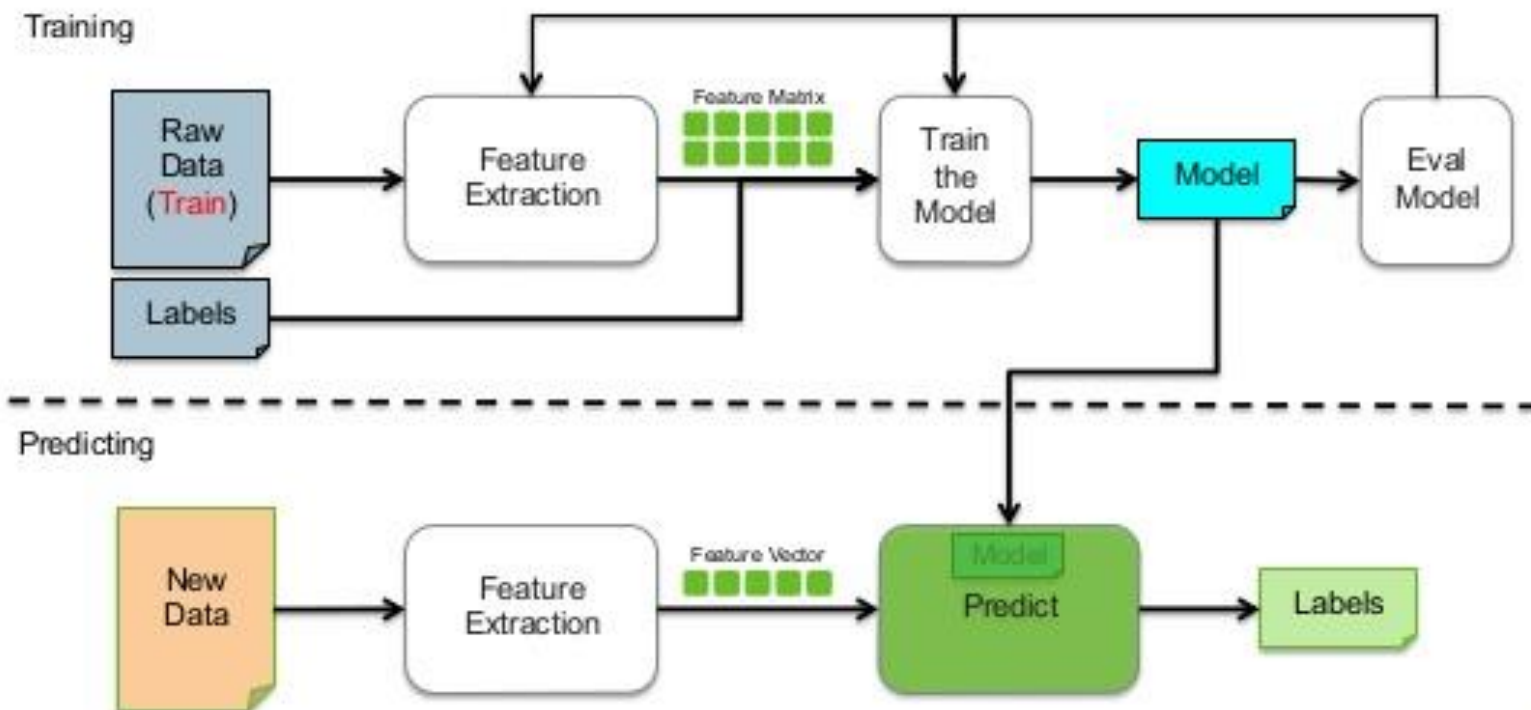 Training
Raw
Data
(Train)
Feature
Extraction
Feature Matrix
Train
the
Model
Model
Eval
Model
Labels
Predicting
New
Data
Feature
Extraction
Feature Vector
Model
Predict
Labels